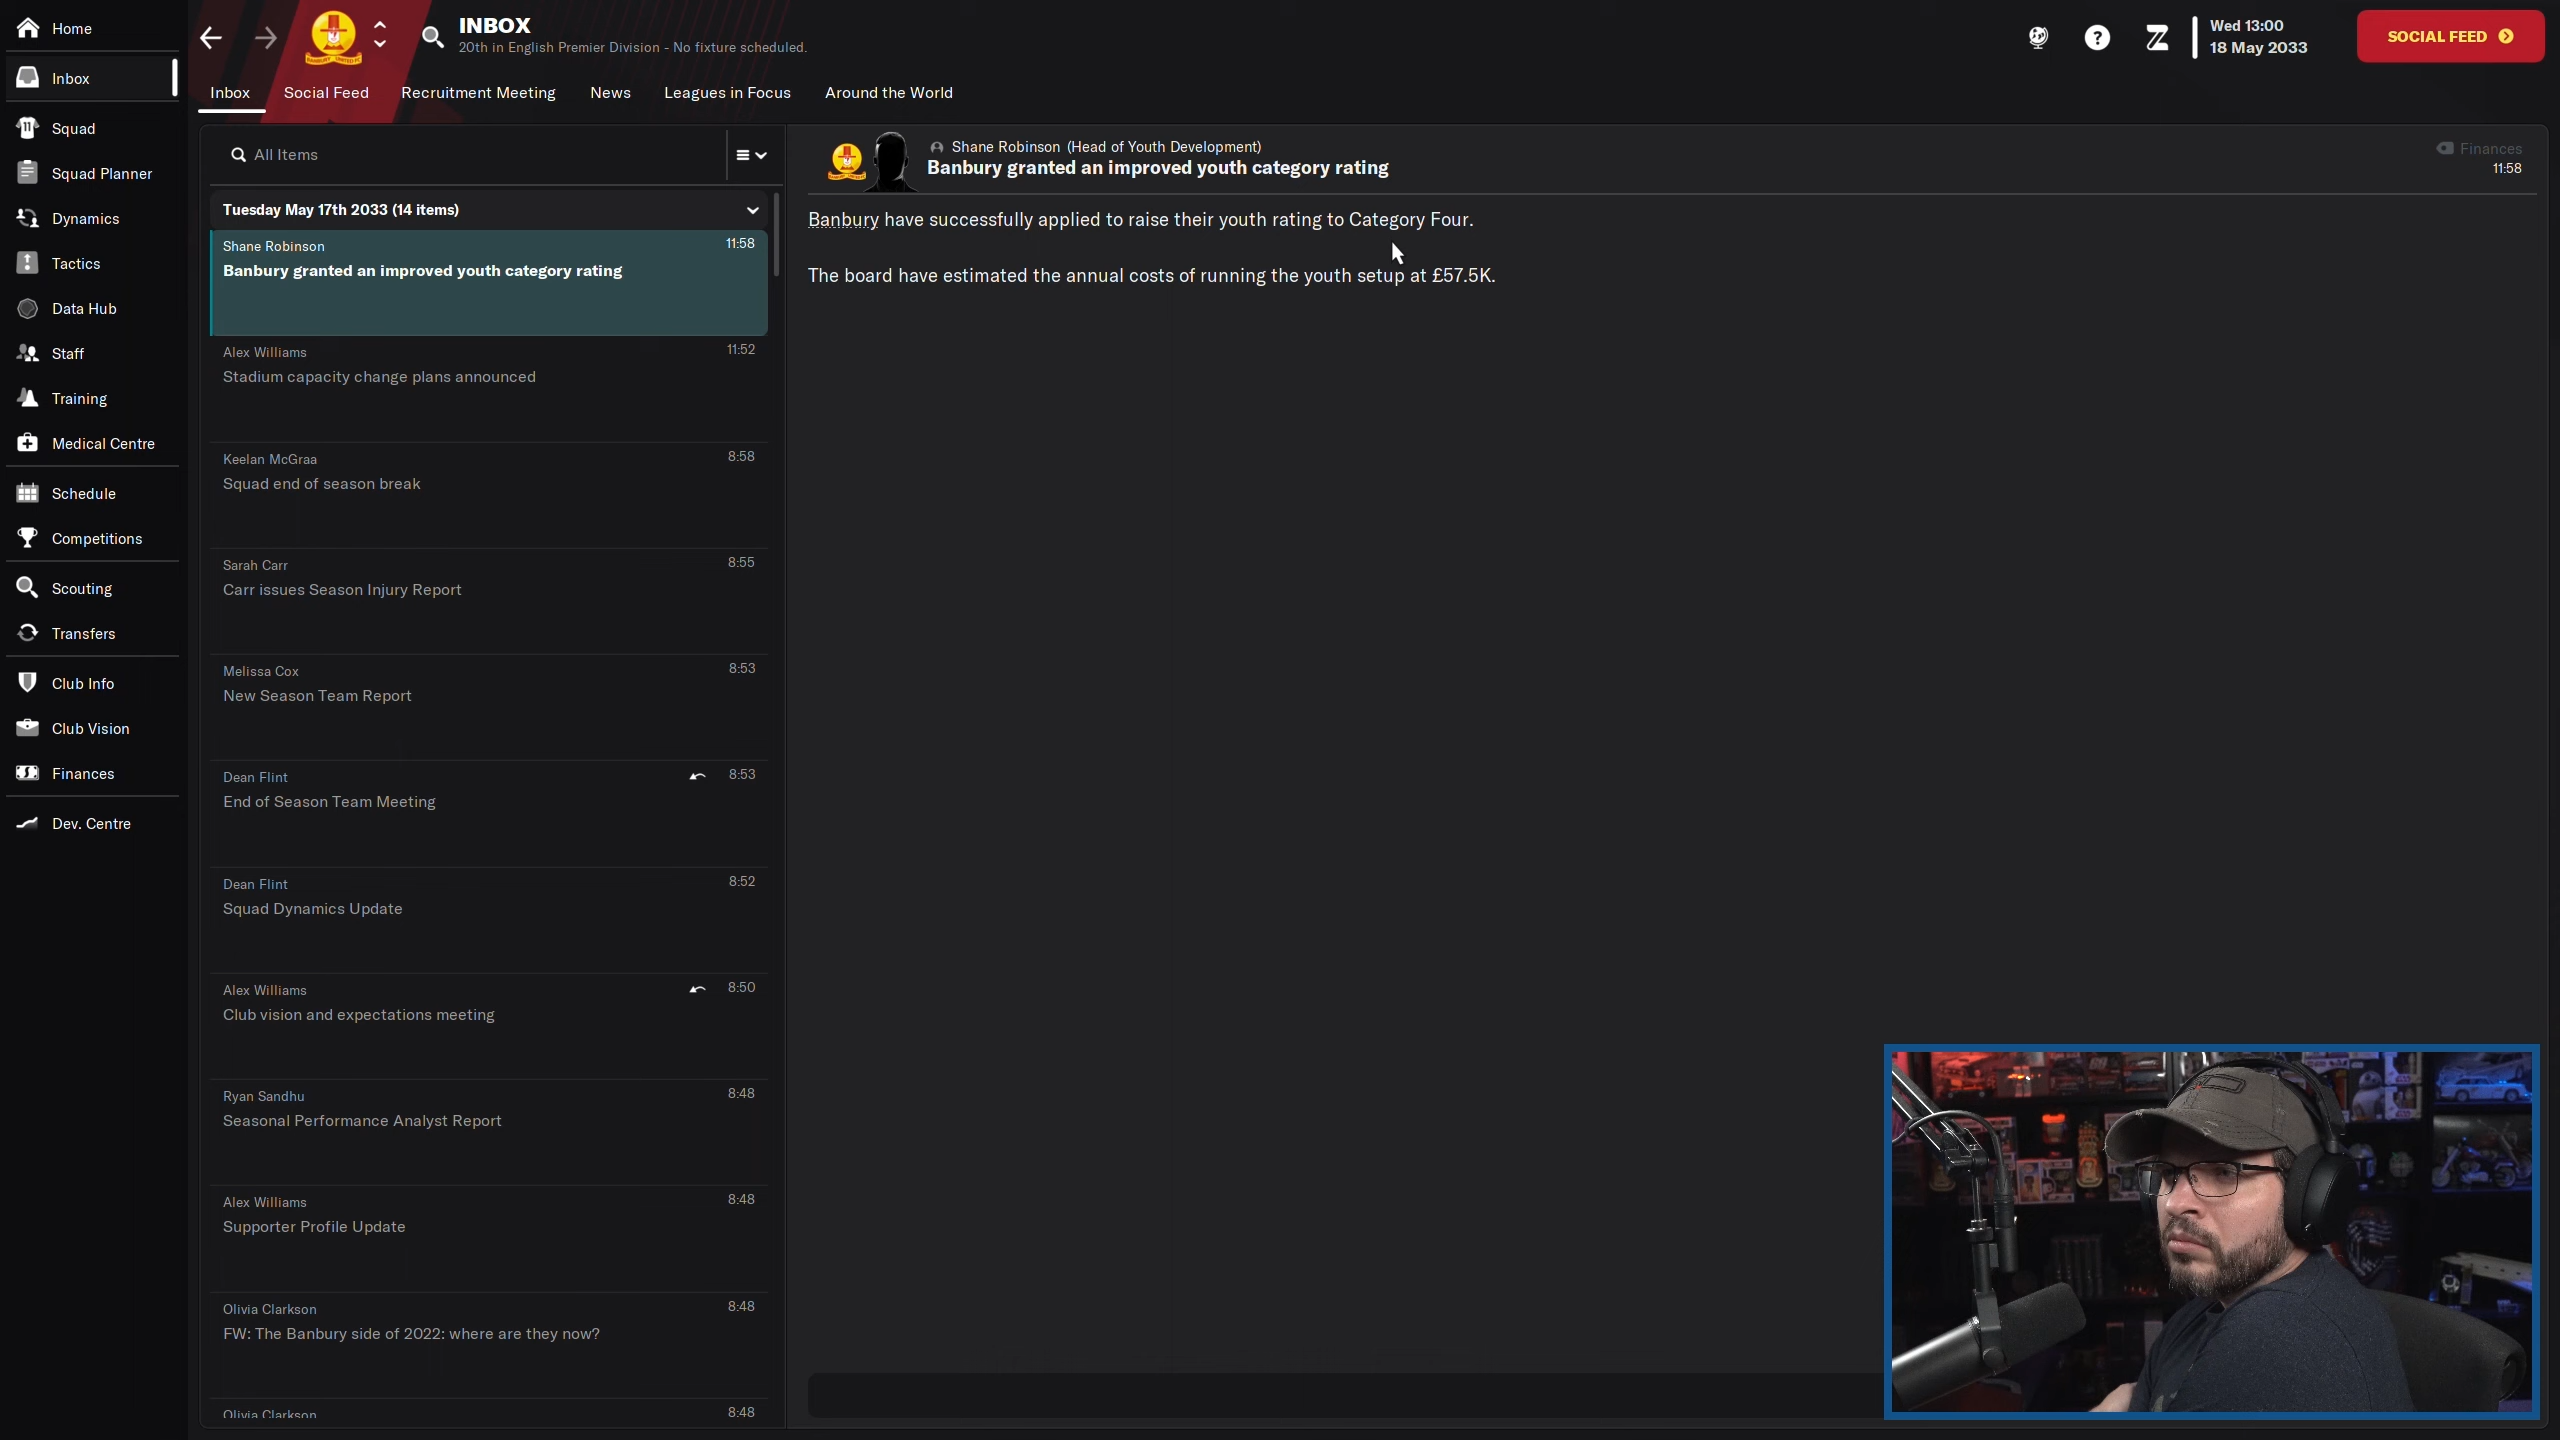 Home
Inbox
Squad
Squad Planner
Dynamics
Tactics
Data Hub
Staff
Training
Medical Centre
Schedule
Competitions
Scouting
Transfers
Club Info
Club Vision
Finances
Dev. Centre
INBOX
20th in English Premier Division - No fixture scheduled.
Wed 13:00
18 May 2033
SOCIAL FEED
Inbox
Social Feed
Recruitment Meeting
News
Leagues in Focus
Around the World
All Items
Tuesday May 17th 2033 (14 items)
Shane Robinson 11:58
Banbury granted an improved youth category rating
Alex Williams 11:52
Stadium capacity change plans announced
Keelan McGraa 8:58
Squad end of season break
Sarah Carr 8:55
Carr issues Season Injury Report
Melissa Cox 8:53
New Season Team Report
Dean Flint 8:53
End of Season Team Meeting
Dean Flint 8:52
Squad Dynamics Update
Alex Williams 8:50
Club vision and expectations meeting
Ryan Sandhu 8:48
Seasonal Performance Analyst Report
Alex Williams 8:48
Supporter Profile Update
Olivia Clarkson 8:48
FW: The Banbury side of 2022: where are they now?
Olivia Clarkson 8:48
Shane Robinson (Head of Youth Development)
Banbury granted an improved youth category rating
Finances
11:58
Banbury have successfully applied to raise their youth rating to Category Four.
The board have estimated the annual costs of running the youth setup at £57.5K.